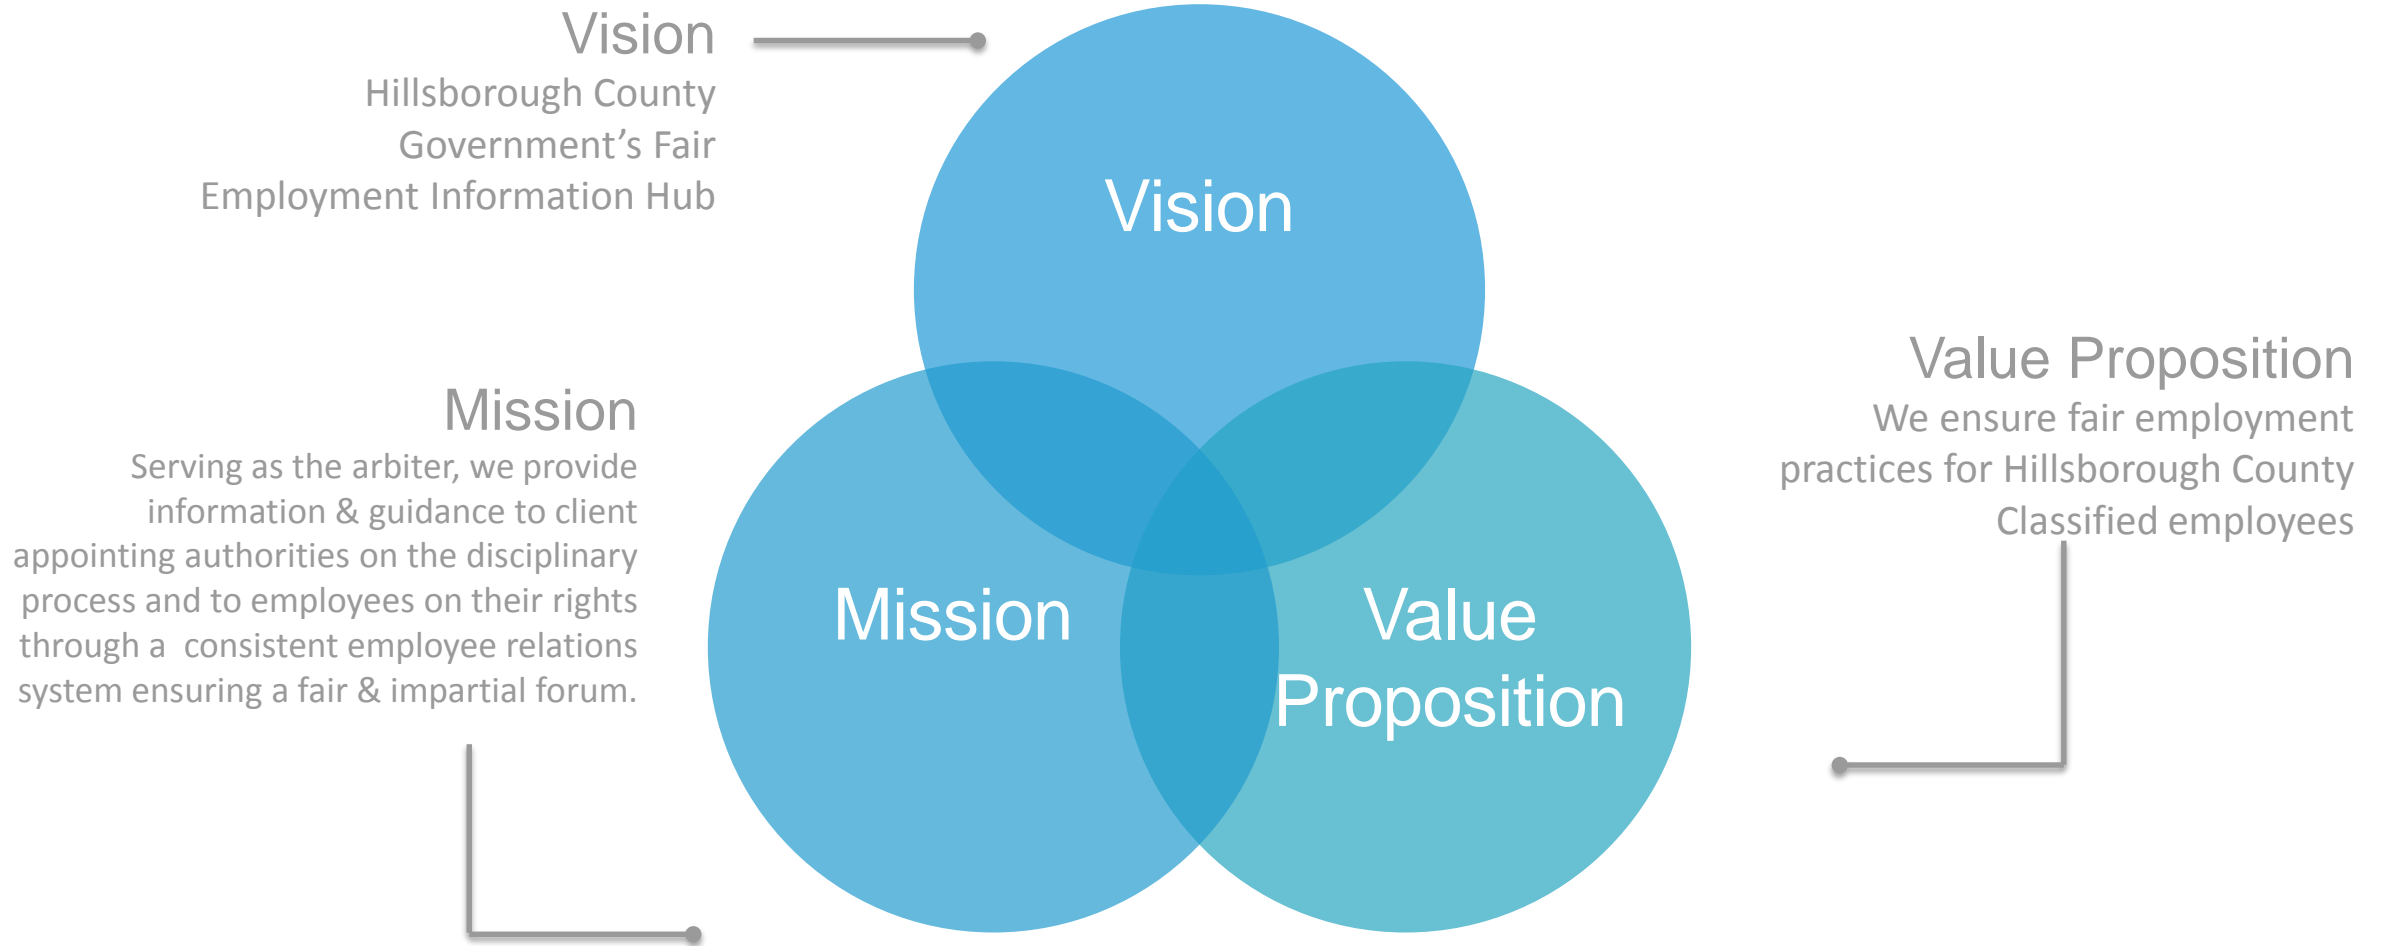 Vision
Hillsborough County
Government’s Fair
Employment Information Hub
Vision
Mission
Serving as the arbiter, we provide
information & guidance to client
appointing authorities on the disciplinary
process and to employees on their rights
through a  consistent employee relations
system ensuring a fair & impartial forum.
Mission
Value
Proposition
Value Proposition
We ensure fair employment
practices for Hillsborough County
Classified employees